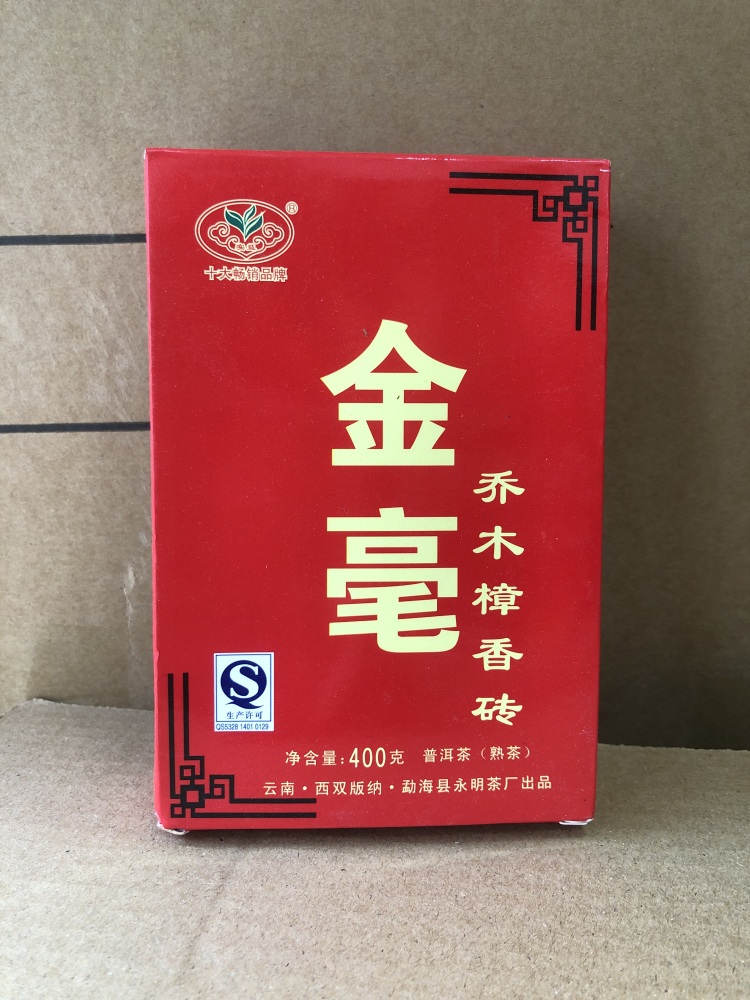 十大畅销品牌
金毫
乔木樟香砖
生产许可
QS5328 1401 0129
净含量:400克 普洱茶（熟茶）
云南·西双版纳·勐海县永明茶厂出品